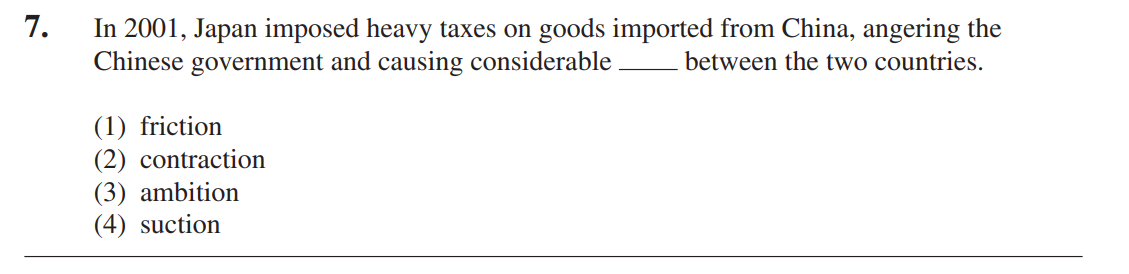 7. In 2001, Japan imposed heavy taxes on goods imported from China, angering the
Chinese government and causing considerable ____ between the two countries.
(1) friction
(2) contraction
(3) ambition
(4) suction